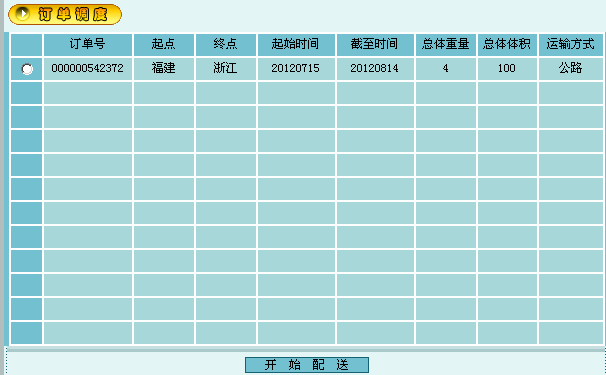 订单调度
订单号 起点 终点 起始时间 截至时间 总体重量 总体体积 运输方式
000000542372 福建 浙江 20120715 20120814 4 100 公路
开 始 配 送